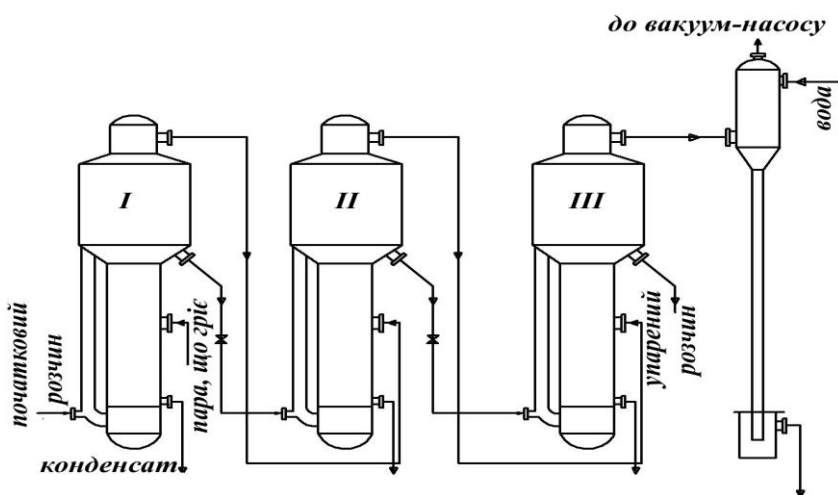 до вакуум-насосу
вода
I
II
III
початковий
розчин
пара, що гріє
упарений
розчин
конденсат